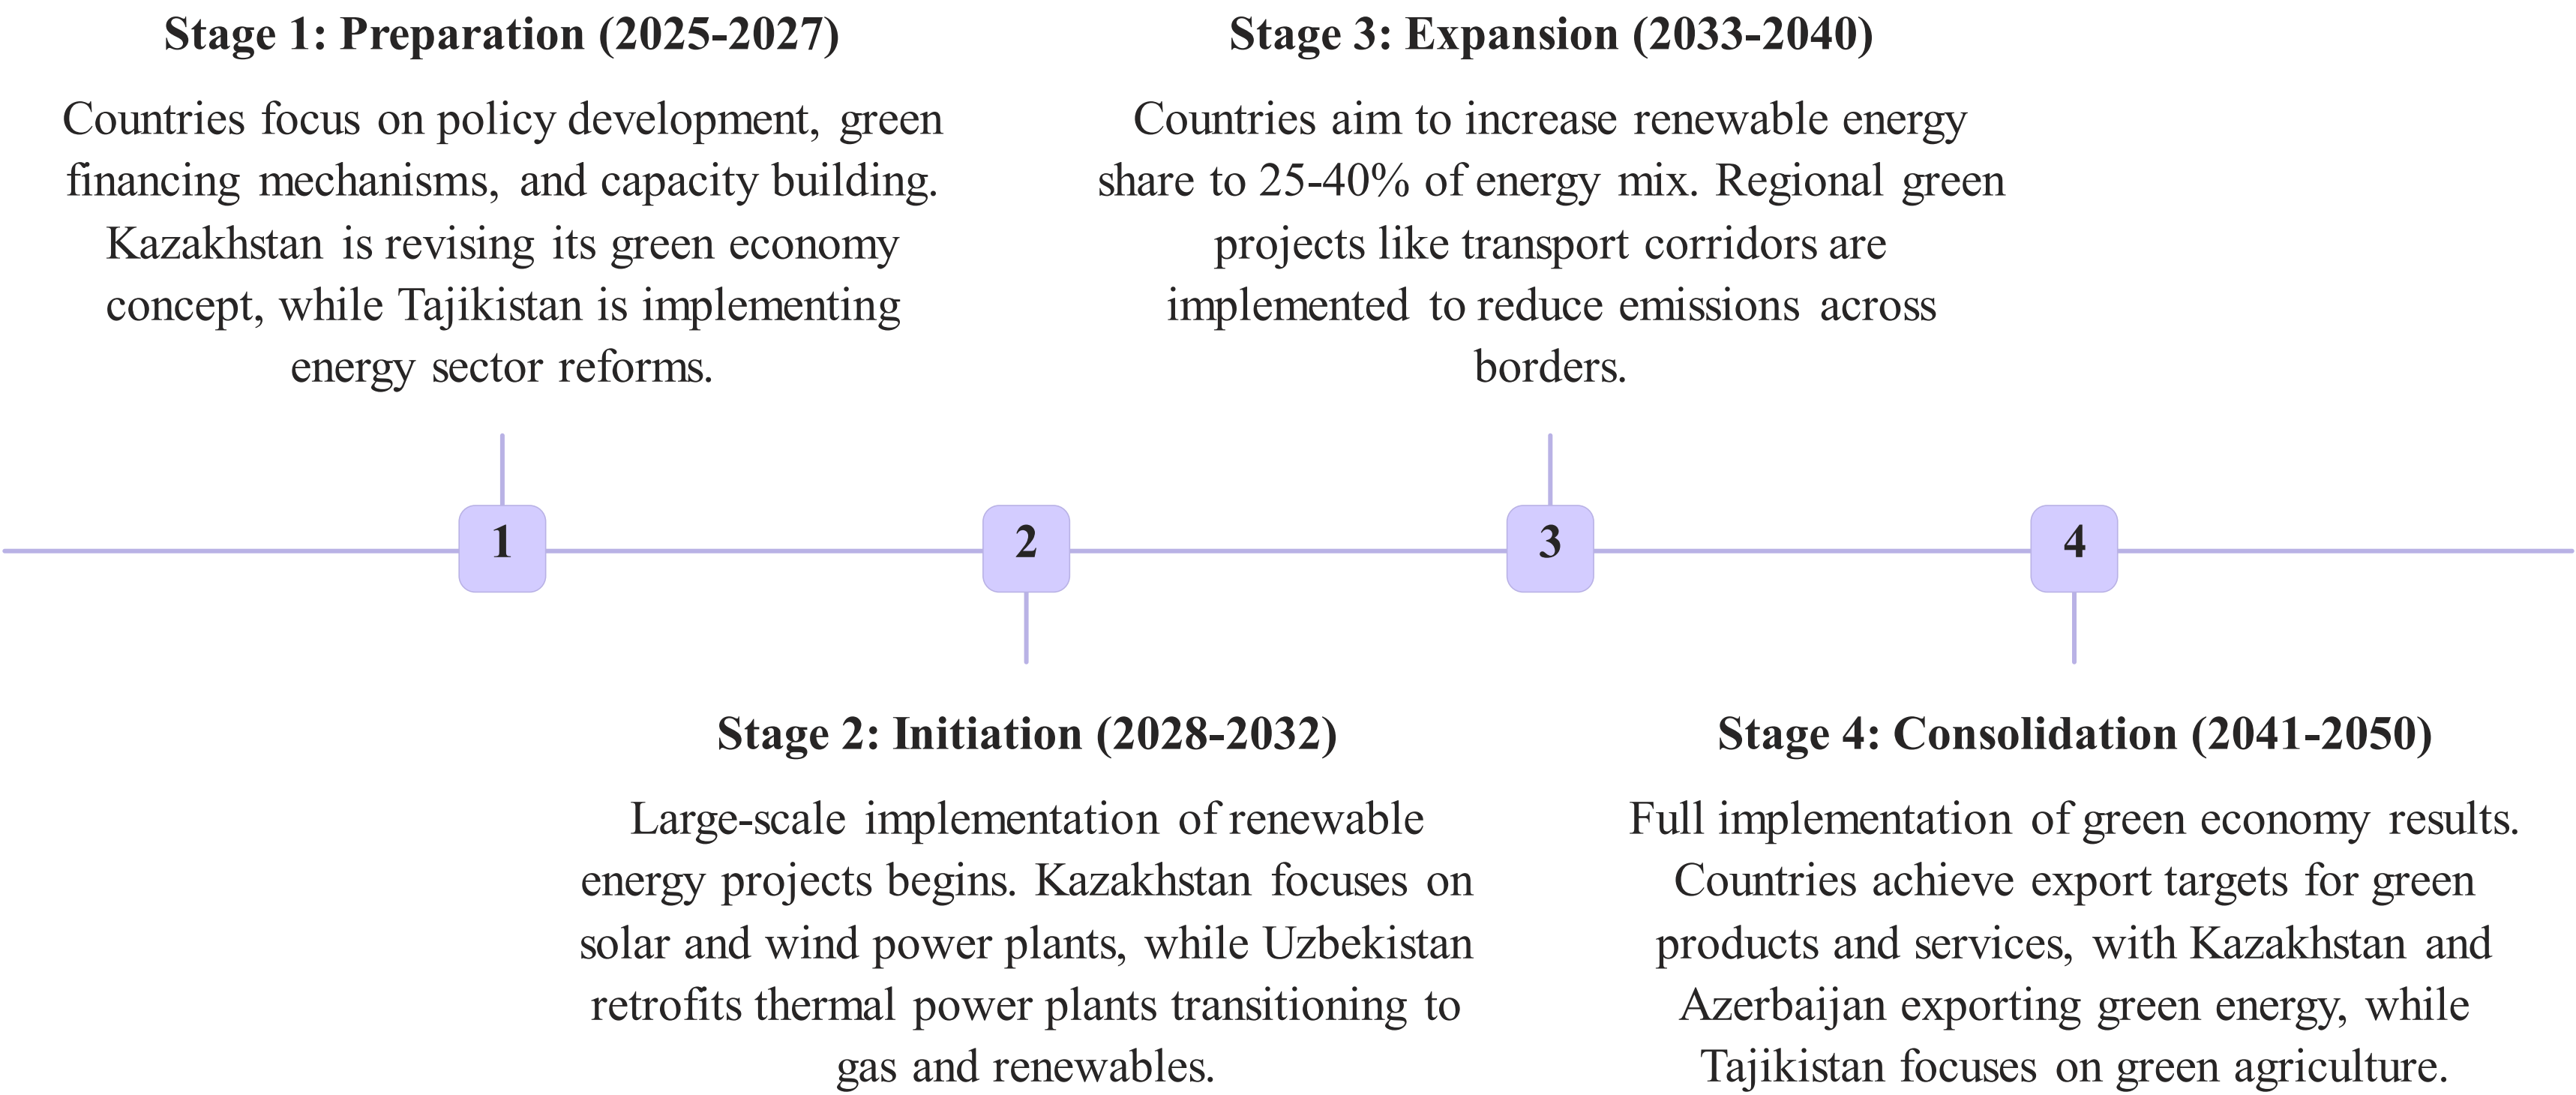 Stage 1: Preparation (2025-2027)
Countries focus on policy development, green
financing mechanisms, and capacity building.
Kazakhstan is revising its green economy
concept, while Tajikistan is implementing
energy sector reforms.
Stage 3: Expansion (2033-2040)
Countries aim to increase renewable energy
share to 25-40% of energy mix. Regional green
projects like transport corridors are
implemented to reduce emissions across
borders.
1
2
3
4
Stage 2: Initiation (2028-2032)
Large-scale implementation of renewable
energy projects begins. Kazakhstan focuses on
solar and wind power plants, while Uzbekistan
retrofits thermal power plants transitioning to
gas and renewables.
Stage 4: Consolidation (2041-2050)
Full implementation of green economy results.
Countries achieve export targets for green
products and services, with Kazakhstan and
Azerbaijan exporting green energy, while
Tajikistan focuses on green agriculture.